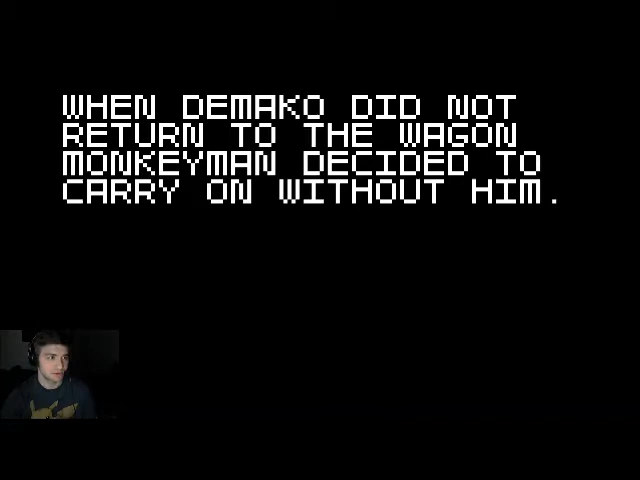 WHEN DEMAKO DID NOT
RETURN TO THE WAGON
MONKEYMAN DECIDED TO
CARRY ON WITHOUT HIM.